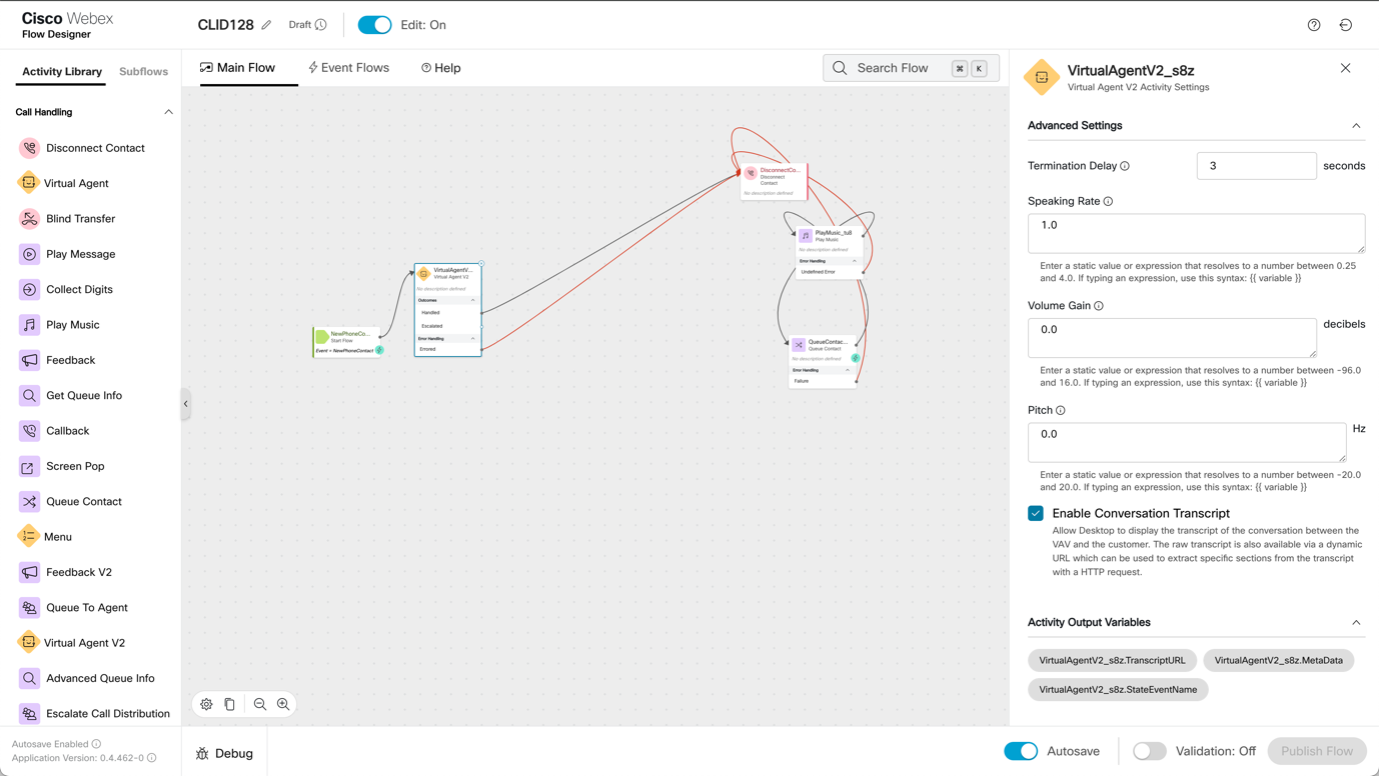 Cisco Webex
Flow Designer
CLID128
Draft
Edit: On
Activity Library
Subflows
Call Handling
Disconnect Contact
Virtual Agent
Blind Transfer
Play Message
Collect Digits
Play Music
Feedback
Get Queue Info
Callback
Screen Pop
Queue Contact
Menu
Feedback V2
Queue To Agent
Virtual Agent V2
Advanced Queue Info
Escalate Call Distribution
Autosave Enabled
Application Version: 0.4.462-0
Main Flow
Event Flows
Help
Search Flow
⌘ K
NewPhoneCo...
Start Flow
Event = NewPhoneContact
VirtualAgentV...
Virtual Agent V2
No description defined
Outcomes
Handled
Escalated
Error Handling
Errored
DisconnectCo...
Disconnect
Contact
No description defined
PlayMusic_tu8
Play Music
No description defined
Error Handling
Undefined Error
QueueContac...
Queue Contact
No description defined
Error Handling
Failure
Debug
VirtualAgentV2_s8z
Virtual Agent V2 Activity Settings
Advanced Settings
Termination Delay
3
seconds
Speaking Rate
1.0
Enter a static value or expression that resolves to a number between 0.25
and 4.0. If typing an expression, use this syntax: {{ variable }}
Volume Gain
0.0
decibels
Enter a static value or expression that resolves to a number between -96.0
and 16.0. If typing an expression, use this syntax: {{ variable }}
Pitch
0.0
Hz
Enter a static value or expression that resolves to a number between -20.0
and 20.0. If typing an expression, use this syntax: {{ variable }}
Enable Conversation Transcript
Allow Desktop to display the transcript of the conversation between the
VAV and the customer. The raw transcript is also available via a dynamic
URL which can be used to extract specific sections from the transcript
with a HTTP request.
Activity Output Variables
VirtualAgentV2_s8z.TranscriptURL
VirtualAgentV2_s8z.MetaData
VirtualAgentV2_s8z.StateEventName
Autosave
Validation: Off
Publish Flow